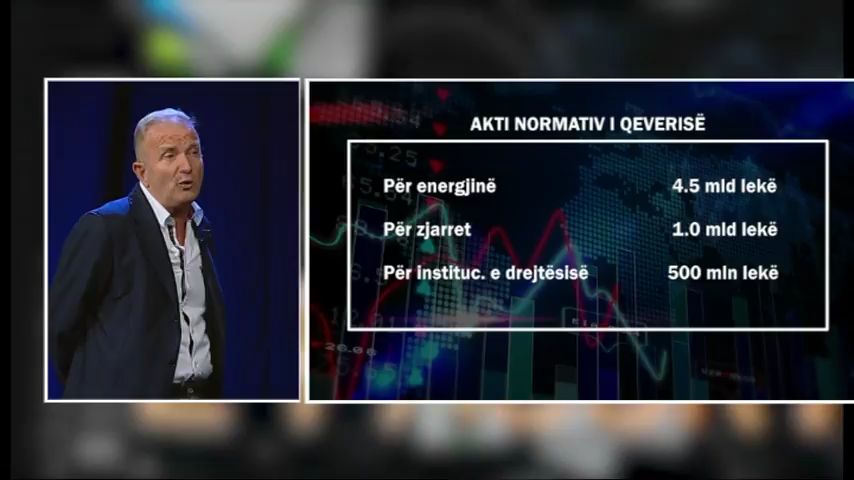 AKTI NORMATIV I QEVERISË
Për energjinë 4.5 mld lekë
Për zjarret 1.0 mld lekë
Për instituc. e drejtësisë 500 mln lekë